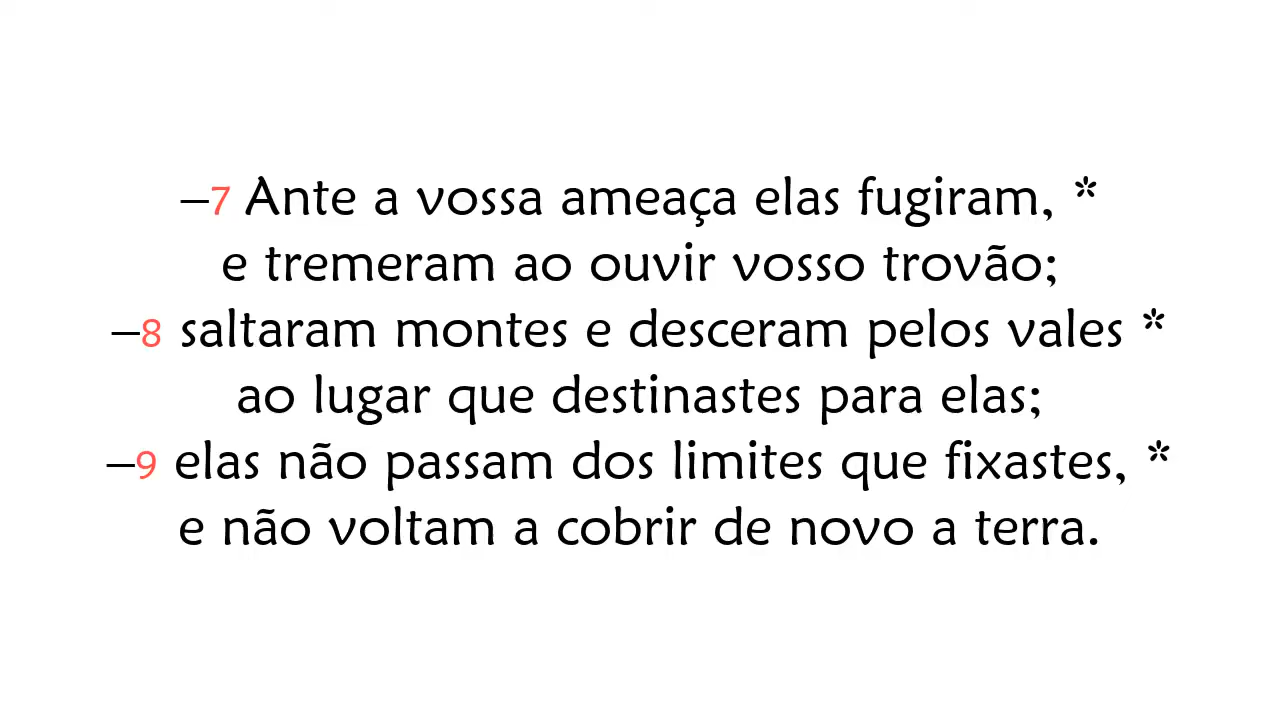 –7 Ante a vossa ameaça elas fugiram, *
e tremeram ao ouvir vosso trovão;
–8 saltaram montes e desceram pelos vales *
ao lugar que destinastes para elas;
–9 elas não passam dos limites que fixastes, *
e não voltam a cobrir de novo a terra.